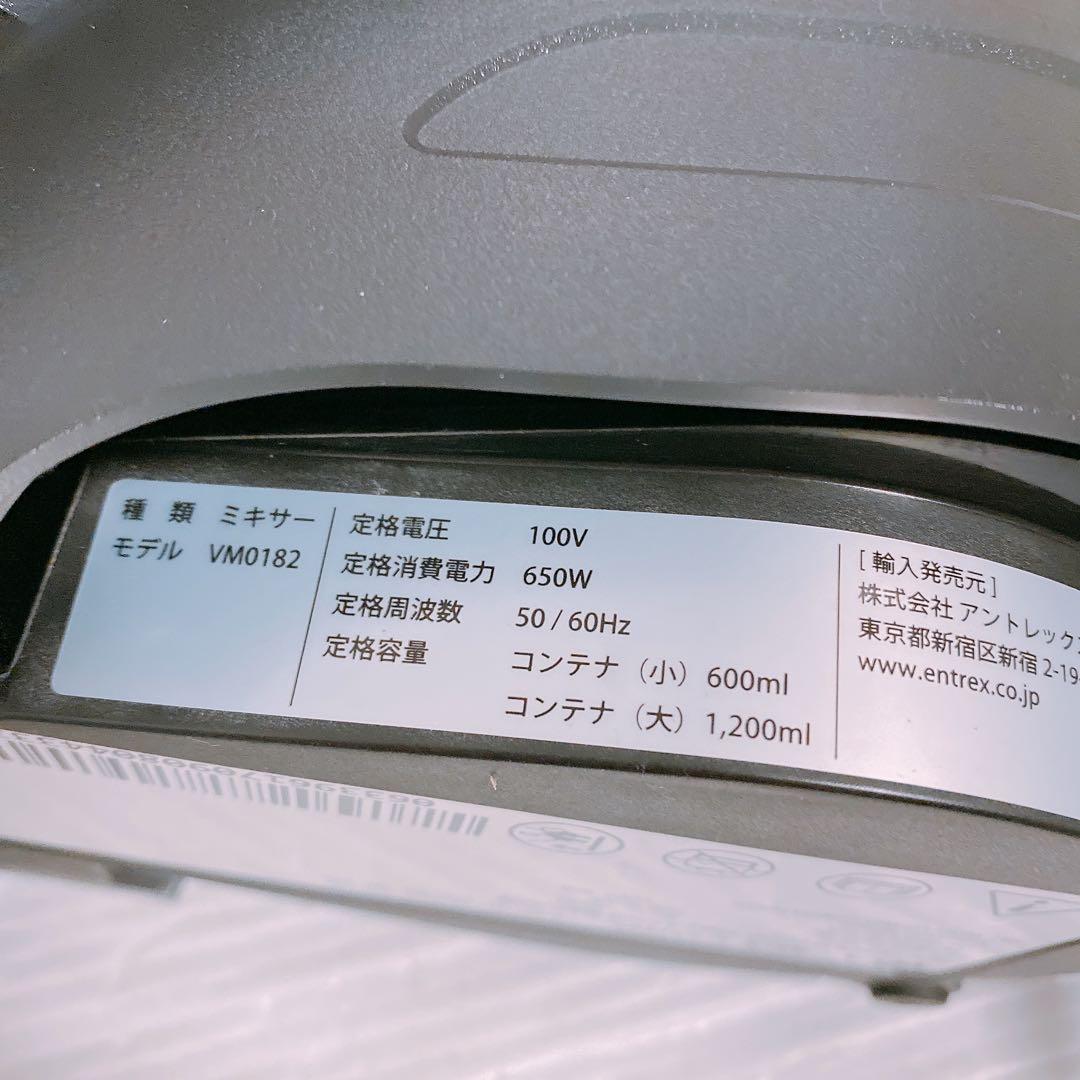 種 類 ミキサー
モデル VM0182
定格電圧 100V
定格消費電力 650W
定格周波数 50 / 60Hz
定格容量 コンテナ（小）600ml
コンテナ（大）1,200ml
[ 輸入発売元 ]
株式会社 アントレック
東京都新宿区新宿 2-19-
www.entrex.co.jp